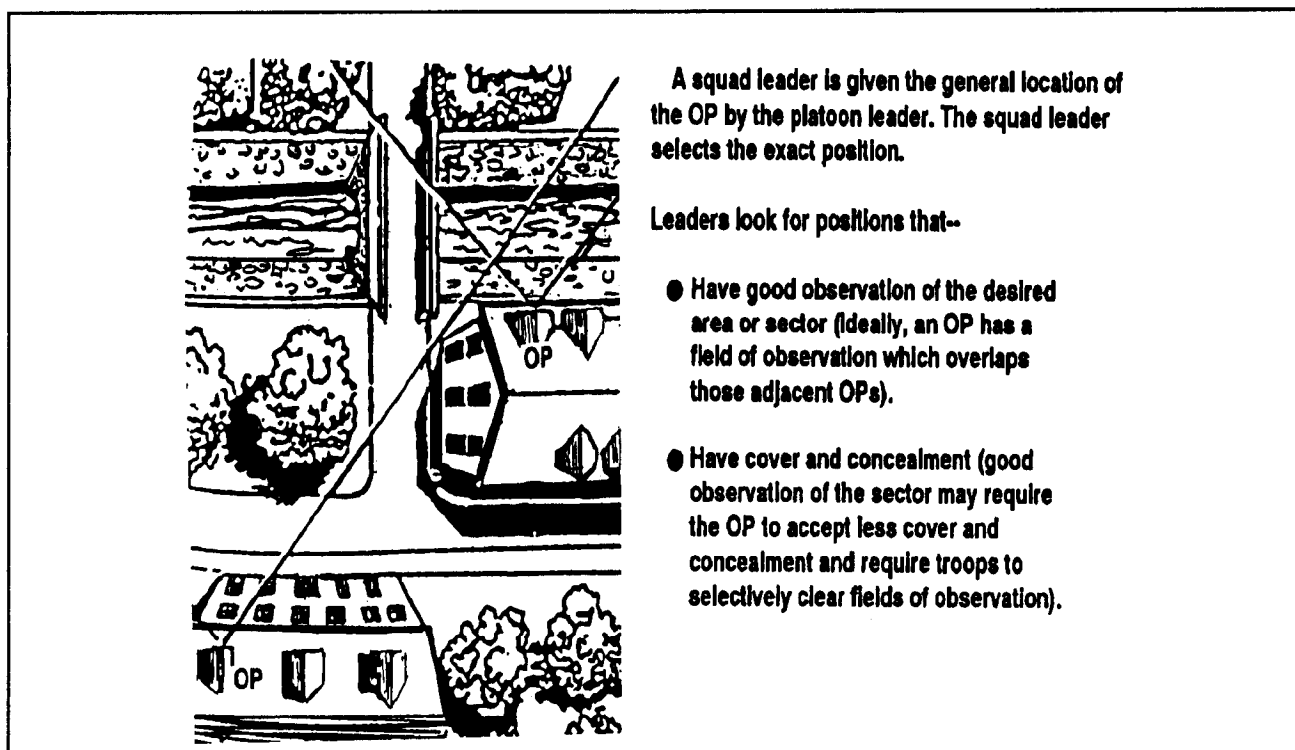 A squad leader is given the general location of
the OP by the platoon leader. The squad leader
selects the exact position.
Leaders look for positions that--
● Have good observation of the desired
area or sector (ideally, an OP has a
field of observation which overlaps
those adjacent OPs).
● Have cover and concealment (good
observation of the sector may require
the OP to accept less cover and
concealment and require troops to
selectively clear fields of observation).
OP
OP